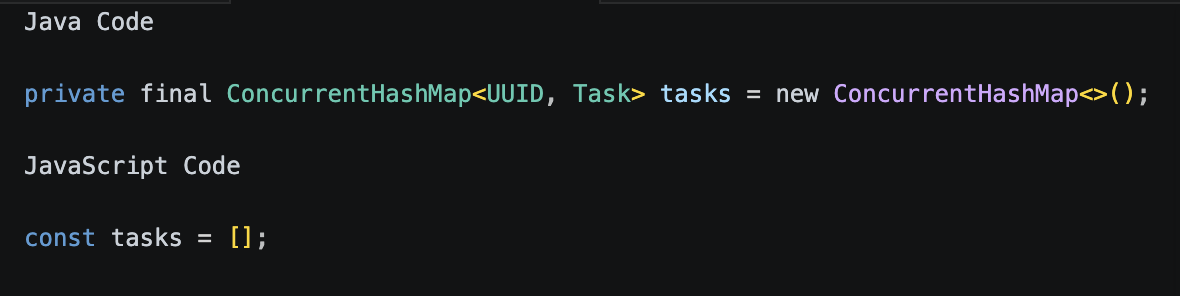 Java Code
private final ConcurrentHashMap<UUID, Task> tasks = new ConcurrentHashMap<>();
JavaScript Code
const tasks = [];